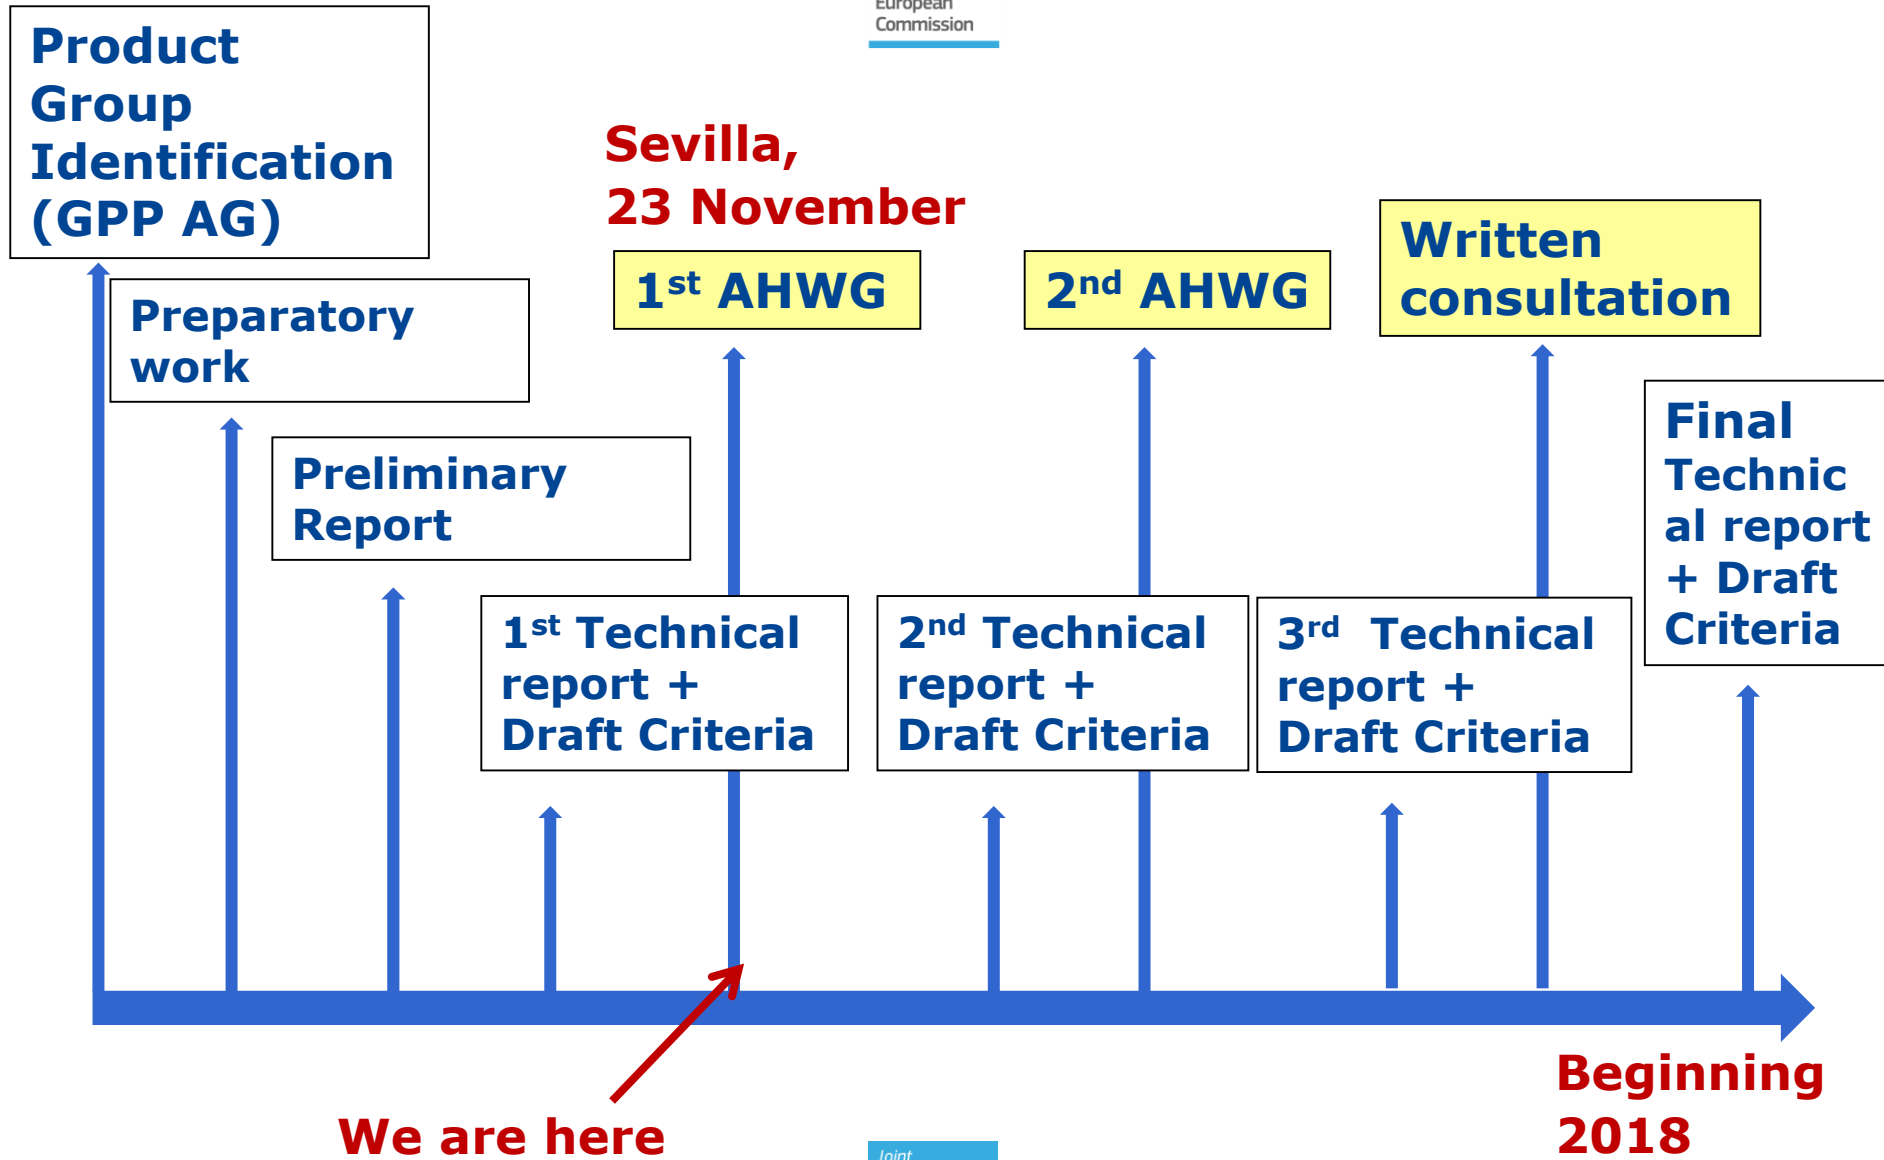 European
Commission
Product
Group
Identification
(GPP AG)
Sevilla,
23 November
Preparatory
work
1st AHWG
2nd AHWG
Written
consultation
Preliminary
Report
Final
Technic
al report
+ Draft
Criteria
1st Technical
report +
Draft Criteria
2nd Technical
report +
Draft Criteria
3rd Technical
report +
Draft Criteria
We are here
Beginning
2018
Joint